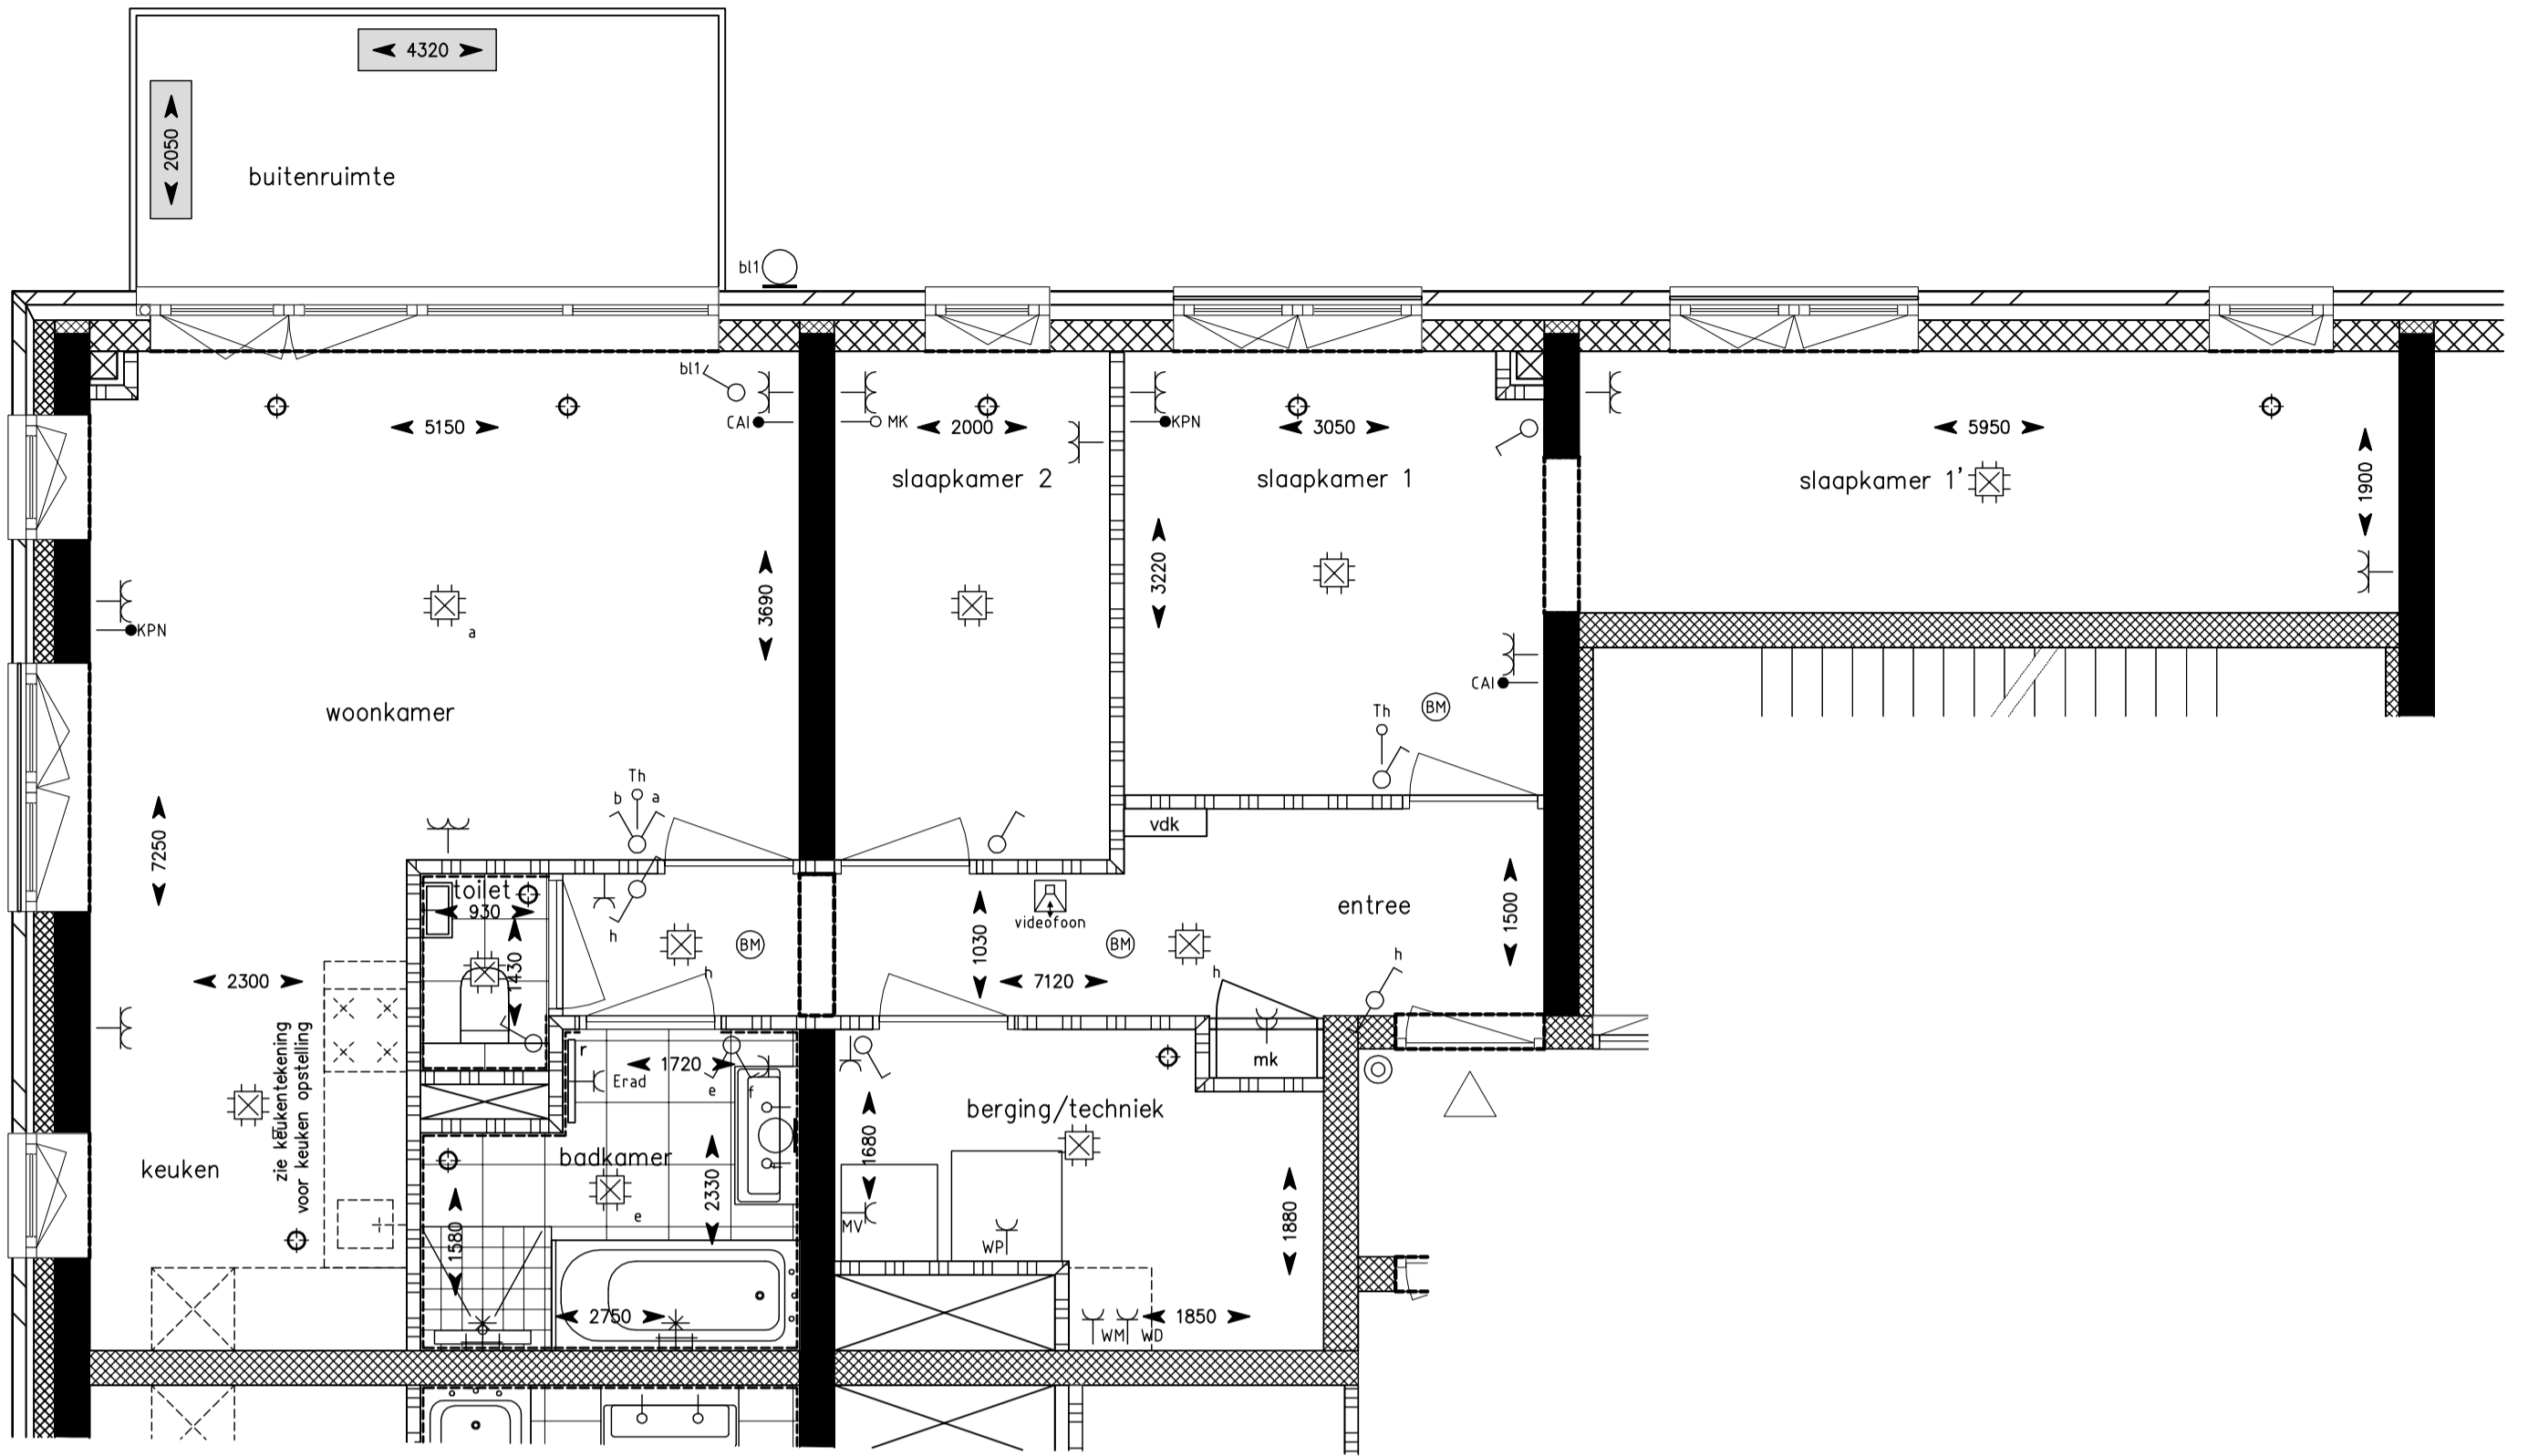 4320
2050
buitenruimte
bl1
bl1
CAI
MK
KPN
5150
2000
3050
5950
slaapkamer 2
slaapkamer 1
slaapkamer 1'
1900
3220
3690
KPN
a
CAI
BM
Th
woonkamer
Th
b
a
vdk
7250
toilet
930
1430
h
h
BM
1030
videofoon
BM
7120
entree
1500
h
h
2300
zie keukentekening
voor keuken opstelling
r
1720
Erad
e
f
mk
berging/techniek
1680
badkamer
2330
e
keuken
1580
MV
WP
1880
2750
WM
WD
1850